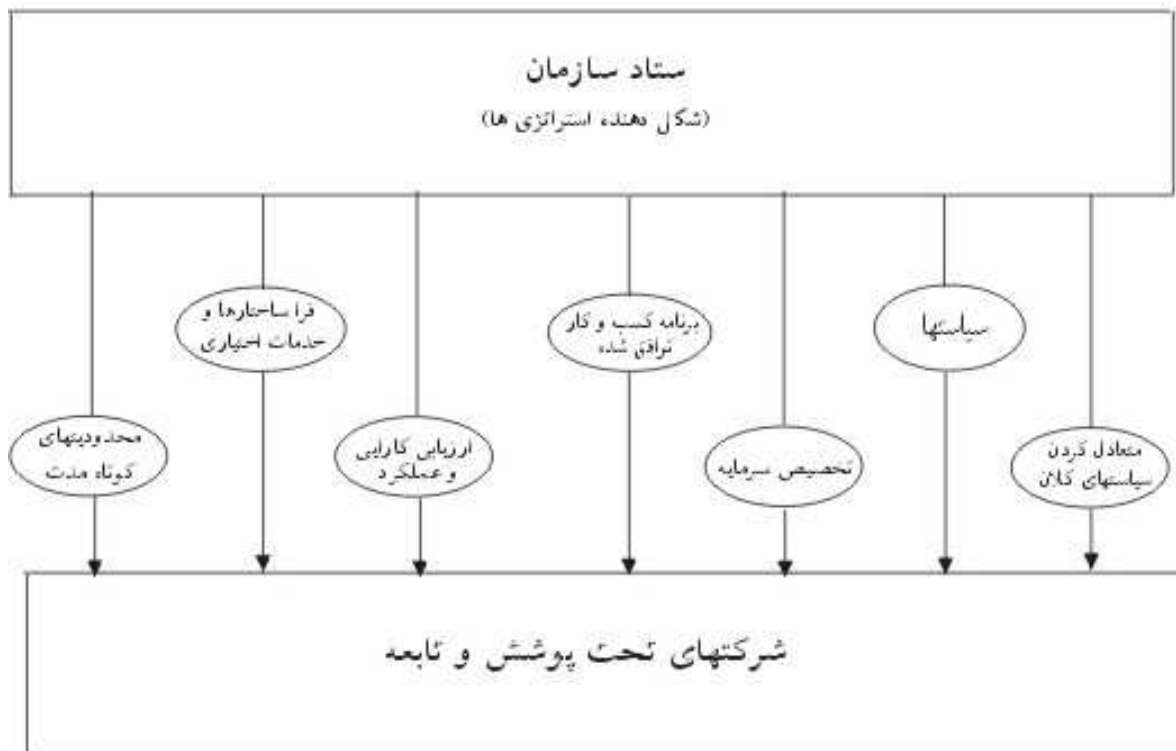 ستاد سازمان
(شکل دهنده استراتژی ها)
سیاستها
متعادل کردن
سیاستهای کلان
برنامه کسب و کار
توافق شده
تخصیص سرمایه
فرا ساختارها و
خدمات اختیاری
ارزیابی کارایی
و عملکرد
محدودیتهای
کوتاه مدت
شرکتهای تحت پوشش و تابعه